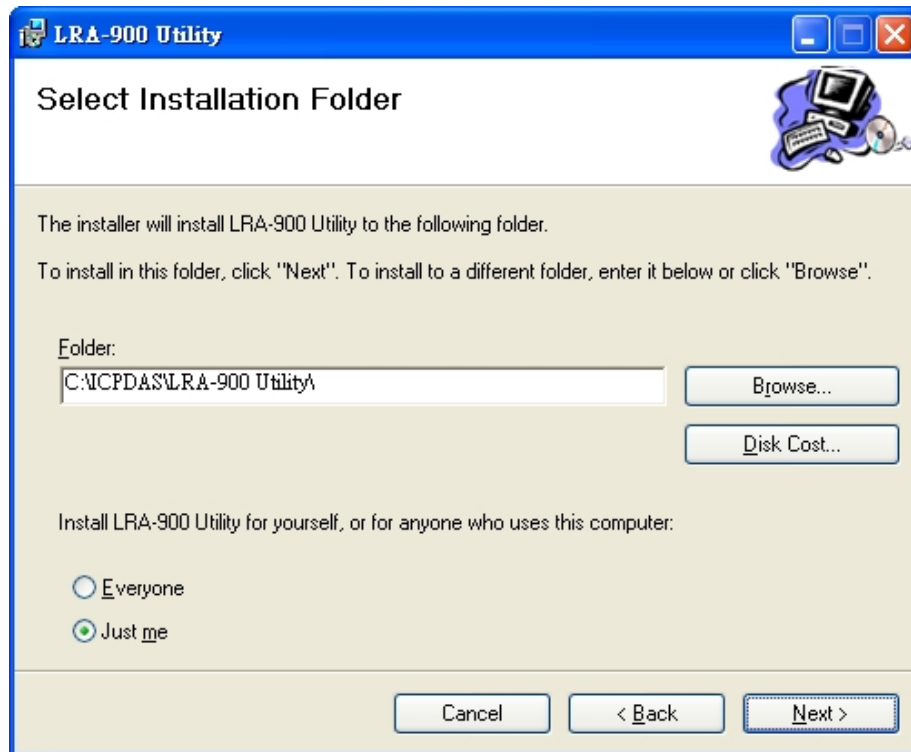 LRA-900 Utility
Select Installation Folder
The installer will install LRA-900 Utility to the following folder.
To install in this folder, click "Next". To install to a different folder, enter it below or click "Browse".
Folder:
C:\ICPDAS\LRA-900 Utility\
Browse...
Disk Cost...
Install LRA-900 Utility for yourself, or for anyone who uses this computer:
Everyone
Just me
Cancel
< Back
Next >